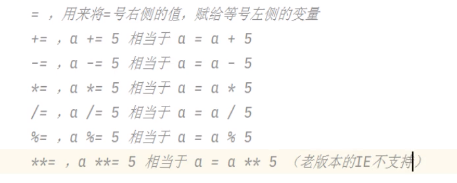 = ，用来将=号右侧的值，赋给等号左侧的变量
+= ，a += 5 相当于 a = a + 5
-= ，a -= 5 相当于 a = a - 5
*= ，a *= 5 相当于 a = a * 5
/= ，a /= 5 相当于 a = a / 5
%= ，a %= 5 相当于 a = a % 5
**= ，a **= 5 相当于 a = a ** 5 （老版本的IE不支持）